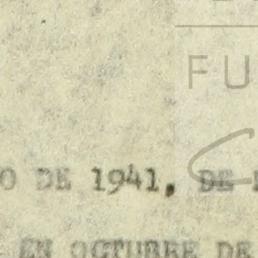 FU
O DE 1941, DE
EN OCTUBRE DE